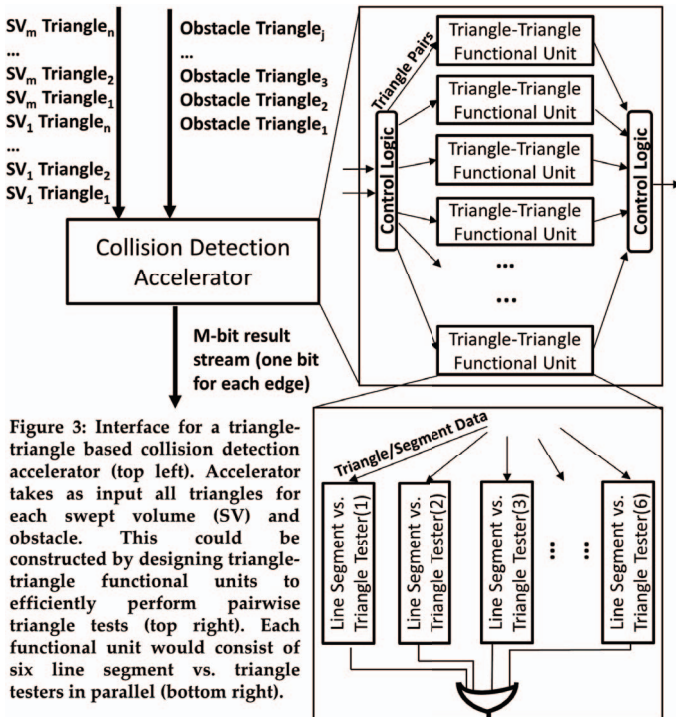 SVm Trianglen
...
SVm Triangle2
SVm Triangle1
SV1 Trianglen
...
SV1 Triangle2
SV1 Triangle1
Obstacle Trianglej
...
Obstacle Triangle3
Obstacle Triangle2
Obstacle Triangle1
Collision Detection
Accelerator
M-bit result
stream (one bit
for each edge)
Triangle Pairs
Control Logic
Triangle-Triangle
Functional Unit
Triangle-Triangle
Functional Unit
Triangle-Triangle
Functional Unit
Triangle-Triangle
Functional Unit
...
...
Triangle-Triangle
Functional Unit
Control Logic
Figure 3: Interface for a triangle-
triangle based collision detection
accelerator (top left). Accelerator
takes as input all triangles for
each swept volume (SV) and
obstacle. This could be
constructed by designing triangle-
triangle functional units to
efficiently perform pairwise
triangle tests (top right). Each
functional unit would consist of
six line segment vs. triangle
testers in parallel (bottom right).
Triangle/Segment Data
Line Segment vs.
Triangle Tester(1)
Line Segment vs.
Triangle Tester(2)
Line Segment vs.
Triangle Tester(3)
...
...
Line Segment vs.
Triangle Tester(6)